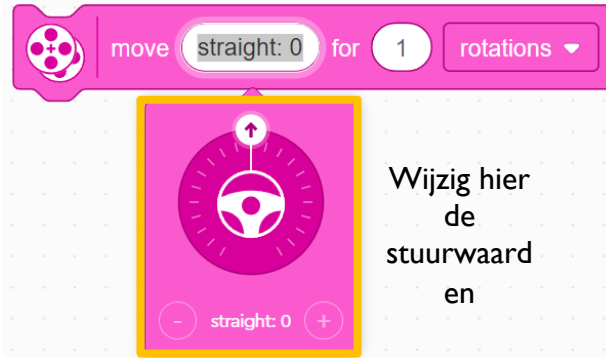 move straight: 0 for 1 rotations
Wijzig hier
de
stuurwaard
en
- straight: 0 +